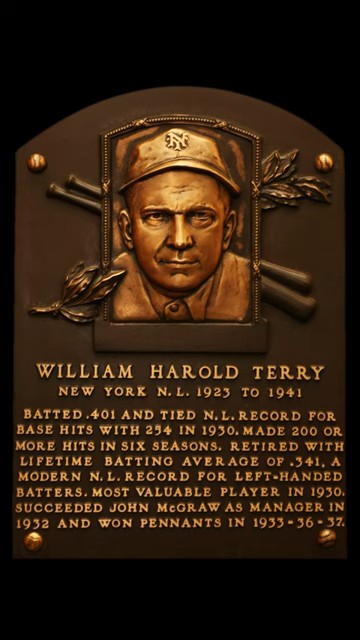 NY
WILLIAM HAROLD TERRY
NEW YORK N.L. 1923 TO 1941
BATTED .401 AND TIED N.L. RECORD FOR
BASE HITS WITH 254 IN 1930. MADE 200 OR
MORE HITS IN SIX SEASONS. RETIRED WITH
LIFETIME BATTING AVERAGE OF .341, A
MODERN N.L. RECORD FOR LEFT-HANDED
BATTERS. MOST VALUABLE PLAYER IN 1930.
SUCCEEDED JOHN McGRAW AS MANAGER IN
1932 AND WON PENNANTS IN 1933-36-37.